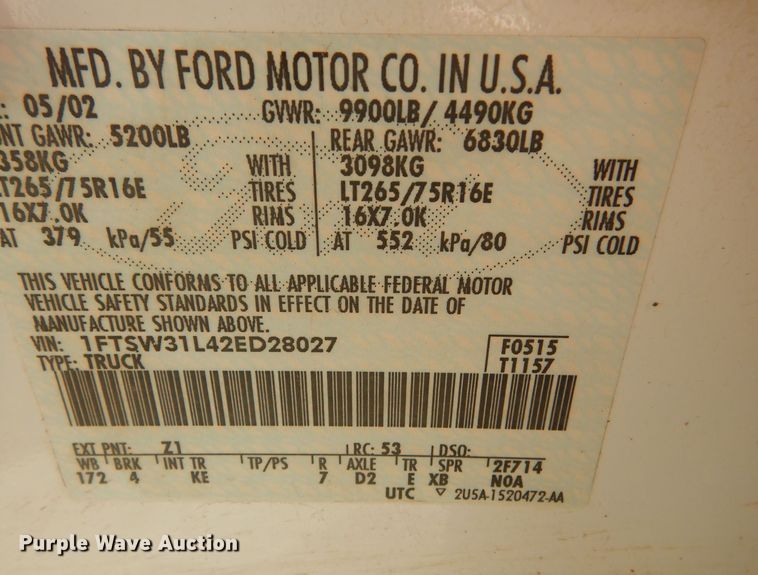 MFD. BY FORD MOTOR CO. IN U.S.A.
: 05/02 GVWR: 9900LB/ 4490KG
NT GAWR: 5200LB REAR GAWR: 6830LB
358KG WITH 3098KG WITH
LT265/75R16E TIRES LT265/75R16E TIRES
16X7.0K RIMS 16X7.0K RIMS
AT 379 kPa/55 PSI COLD AT 552 kPa/80 PSI COLD
THIS VEHICLE CONFORMS TO ALL APPLICABLE FEDERAL MOTOR
VEHICLE SAFETY STANDARDS IN EFFECT ON THE DATE OF
MANUFACTURE SHOWN ABOVE.
VIN: 1FTSW31L42ED28027 F0515
TYPE: TRUCK T1157
EXT PNT: Z1 RC: 53 DSO:
WB BRK INT TR TP/PS R AXLE TR SPR 2F714
172 4 KE 7 D2 E XB N0A
UTC ▽ 2USA-1520472-AA
Purple Wave Auction